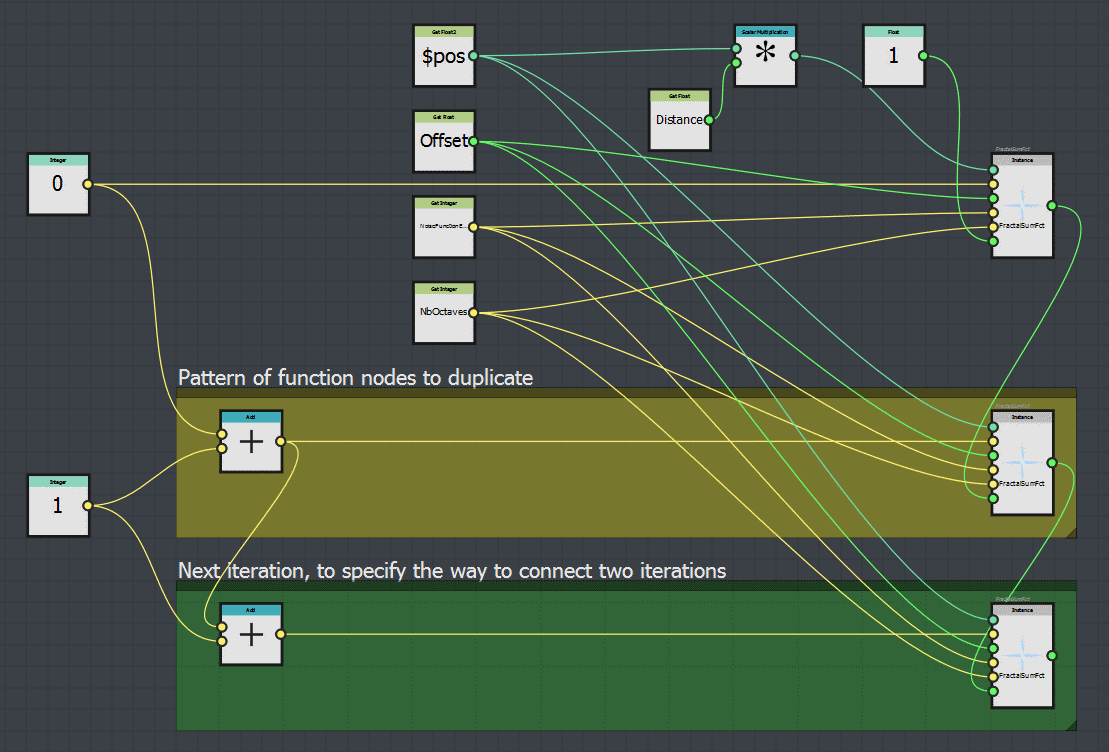 Get Float2
$pos
Scalar Multiplication
*
Float
1
Get Float
Distance
Get Float
Offset
Integer
0
FractalSumFct
Instance
FractalSumFct
Get Integer
NoiseFunctionE...
Get Integer
NbOctaves
Pattern of function nodes to duplicate
Add
+
FractalSumFct
Instance
FractalSumFct
Integer
1
Next iteration, to specify the way to connect two iterations
Add
+
FractalSumFct
Instance
FractalSumFct